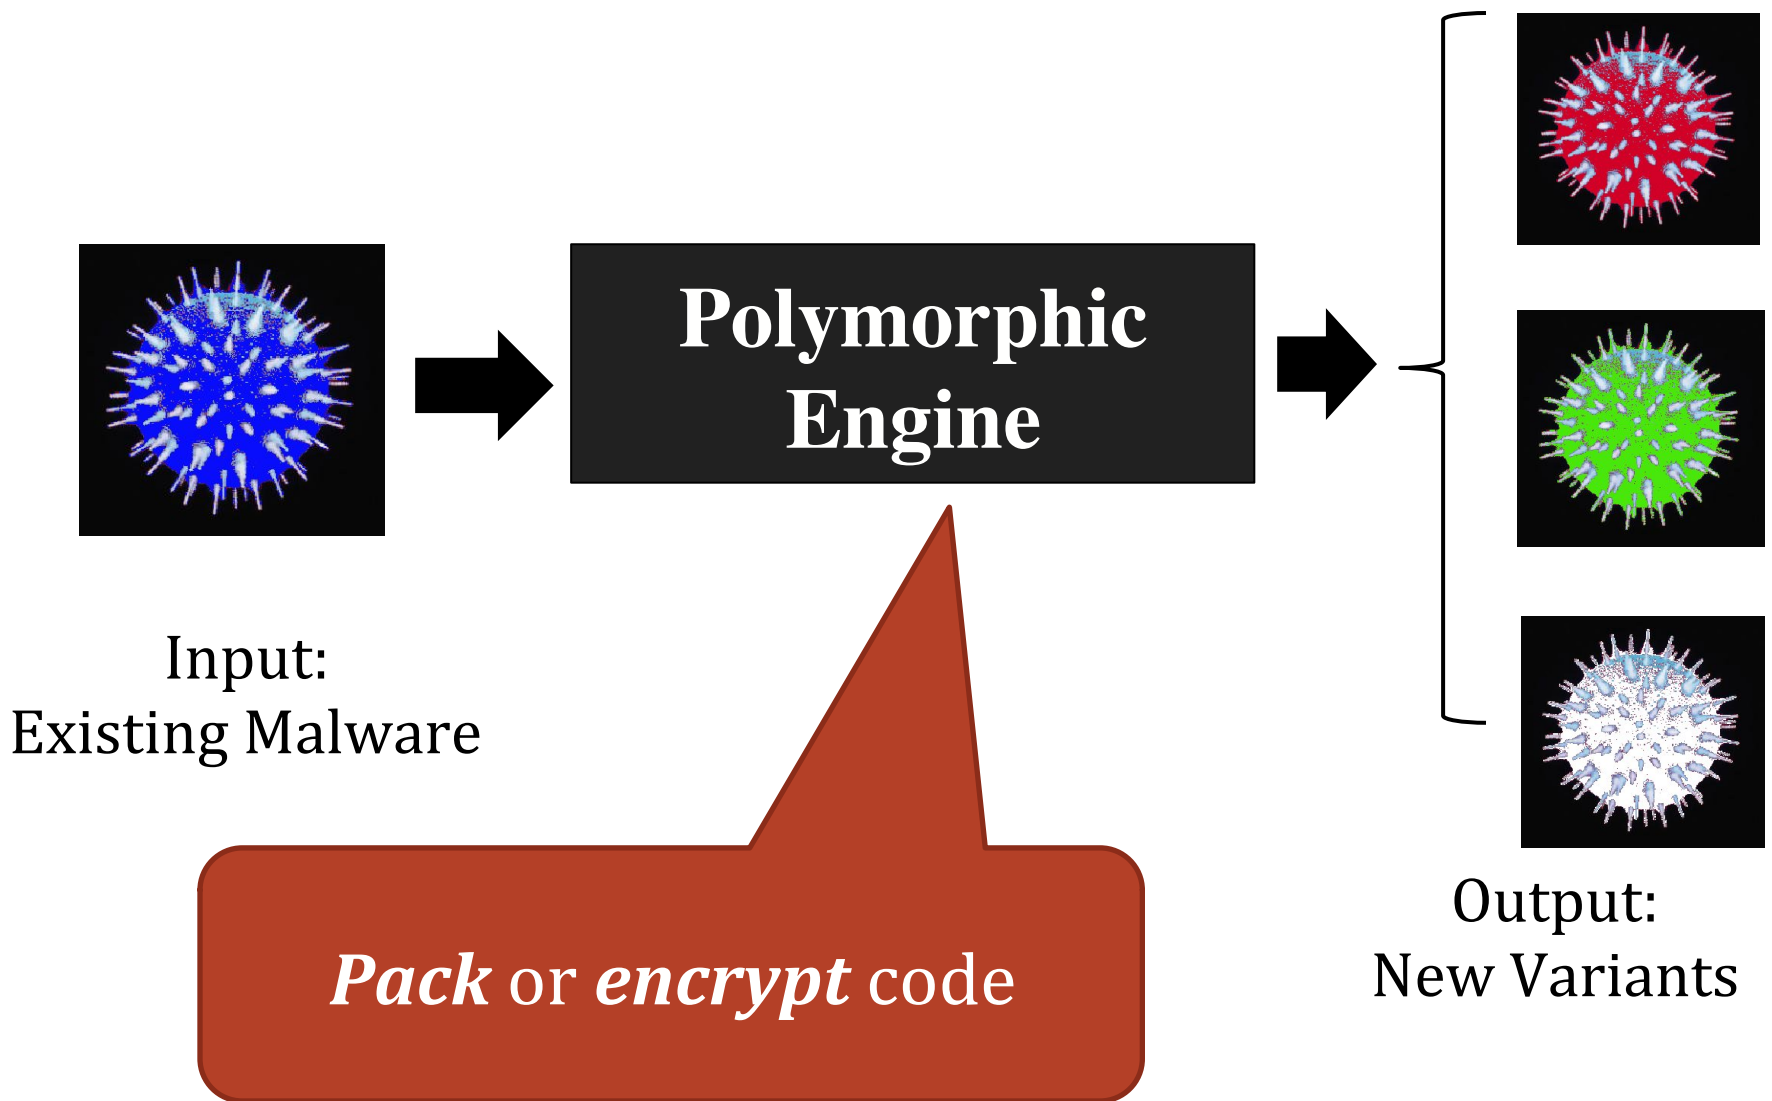 Polymorphic
Engine
Input:
Existing Malware
Pack or encrypt code
Output:
New Variants